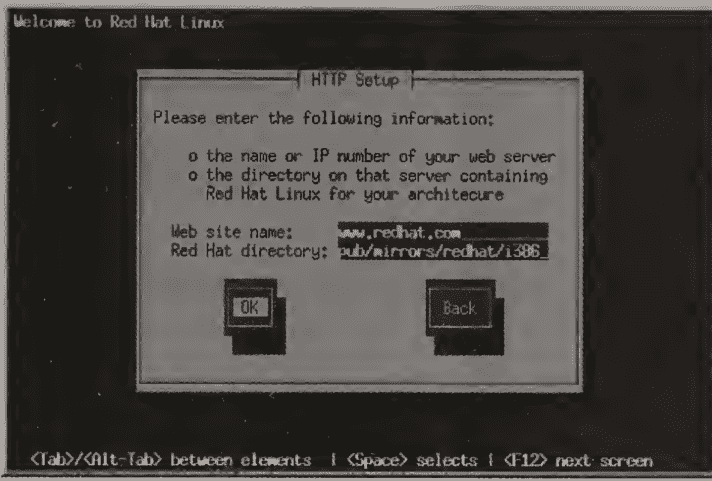 Welcome to Red Hat Linux
HTTP Setup
Please enter the following information:
o the name or IP number of your web server
o the directory on that server containing
Red Hat Linux for your architecure
Web site name: www.redhat.com
Red Hat directory: pub/mirrors/redhat/i386_
OK Back
<Tab>/<Alt-Tab> between elements | <Space> selects | <F12> next screen